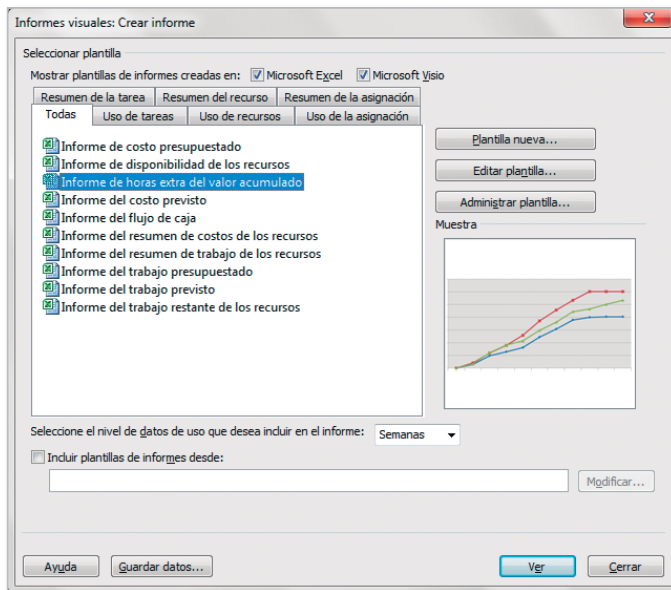 Informes visuales: Crear informe
Seleccionar plantilla
Mostrar plantillas de informes creadas en: Microsoft Excel Microsoft Visio
Resumen de la tarea Resumen del recurso Resumen de la asignación
Todas Uso de tareas Uso de recursos Uso de la asignación
Informe de costo presupuestado
Informe de disponibilidad de los recursos
Informe de horas extra del valor acumulado
Informe del costo previsto
Informe del flujo de caja
Informe del resumen de costos de los recursos
Informe del resumen de trabajo de los recursos
Informe del trabajo presupuestado
Informe del trabajo previsto
Informe del trabajo restante de los recursos
Plantilla nueva...
Editar plantilla...
Administrar plantilla...
Muestra
Seleccione el nivel de datos de uso que desea incluir en el informe: Semanas
Incluir plantillas de informes desde:
Modificar...
Ayuda Guardar datos... Ver Cerrar